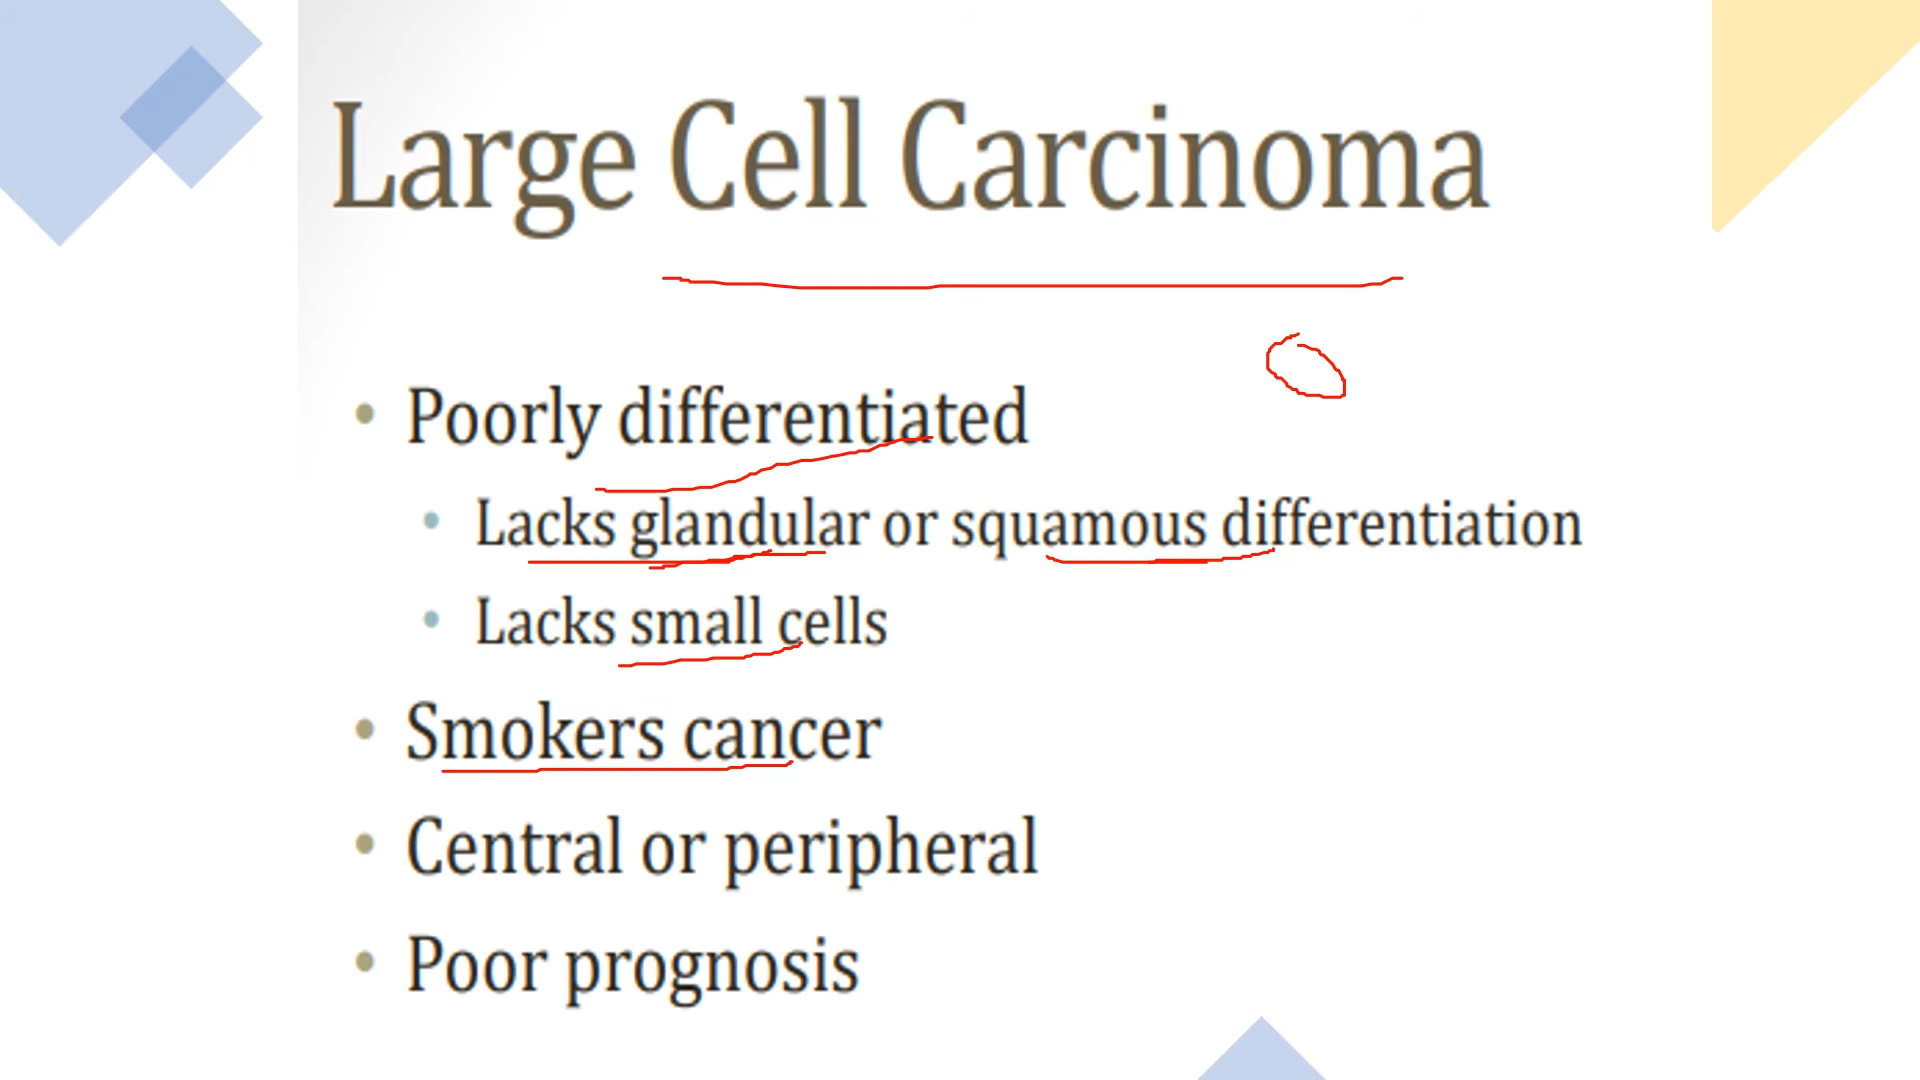 Large Cell Carcinoma
• Poorly differentiated
• Lacks glandular or squamous differentiation
• Lacks small cells
• Smokers cancer
• Central or peripheral
• Poor prognosis